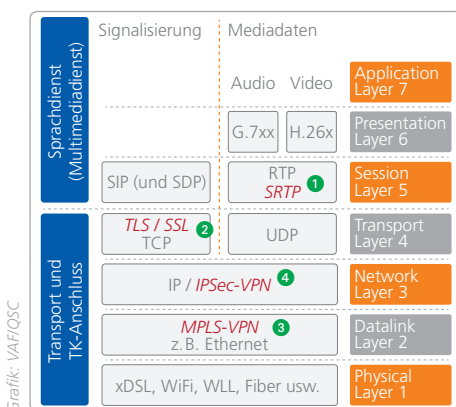 Signalisierung
Mediadaten
Sprachdienst
(Multimediadienst)
Audio
Video
Application
Layer 7
G.7xx
H.26x
Presentation
Layer 6
SIP (und SDP)
RTP
SRTP 1
Session
Layer 5
Transport und
TK-Anschluss
TLS / SSL 2
TCP
UDP
Transport
Layer 4
IP / IPSec-VPN 4
Network
Layer 3
MPLS-VPN 3
z.B. Ethernet
Datalink
Layer 2
xDSL, WiFi, WLL, Fiber usw.
Physical
Layer 1
Grafik: VAF/QSC